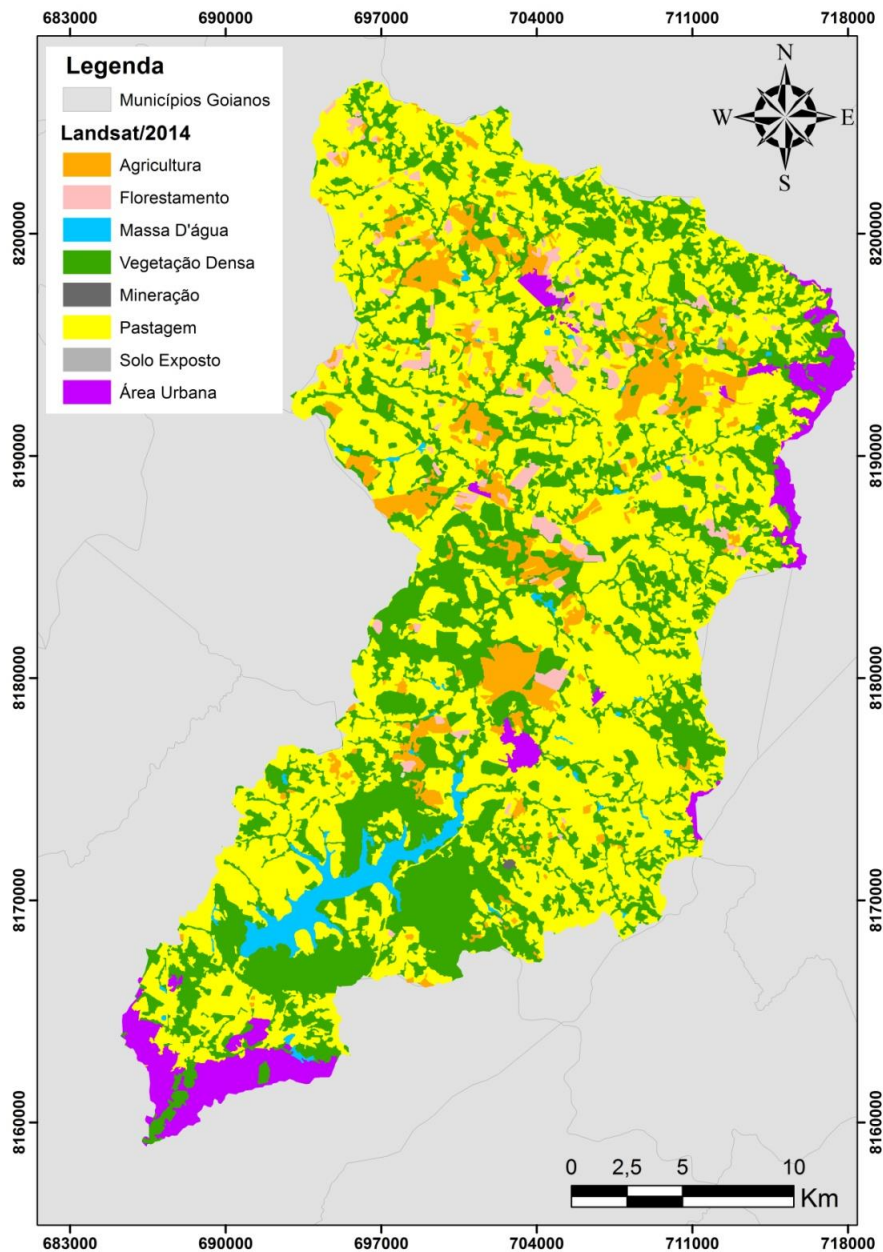 683000 690000 697000 704000 711000 718000
Legenda
Municípios Goianos
Landsat/2014
Agricultura
Florestamento
Massa D'água
Vegetação Densa
Mineração
Pastagem
Solo Exposto
Área Urbana
N
W E
S
8200000 8200000
8190000 8190000
8180000 8180000
8170000 8170000
8160000 8160000
0 2,5 5 10
Km
683000 690000 697000 704000 711000 718000